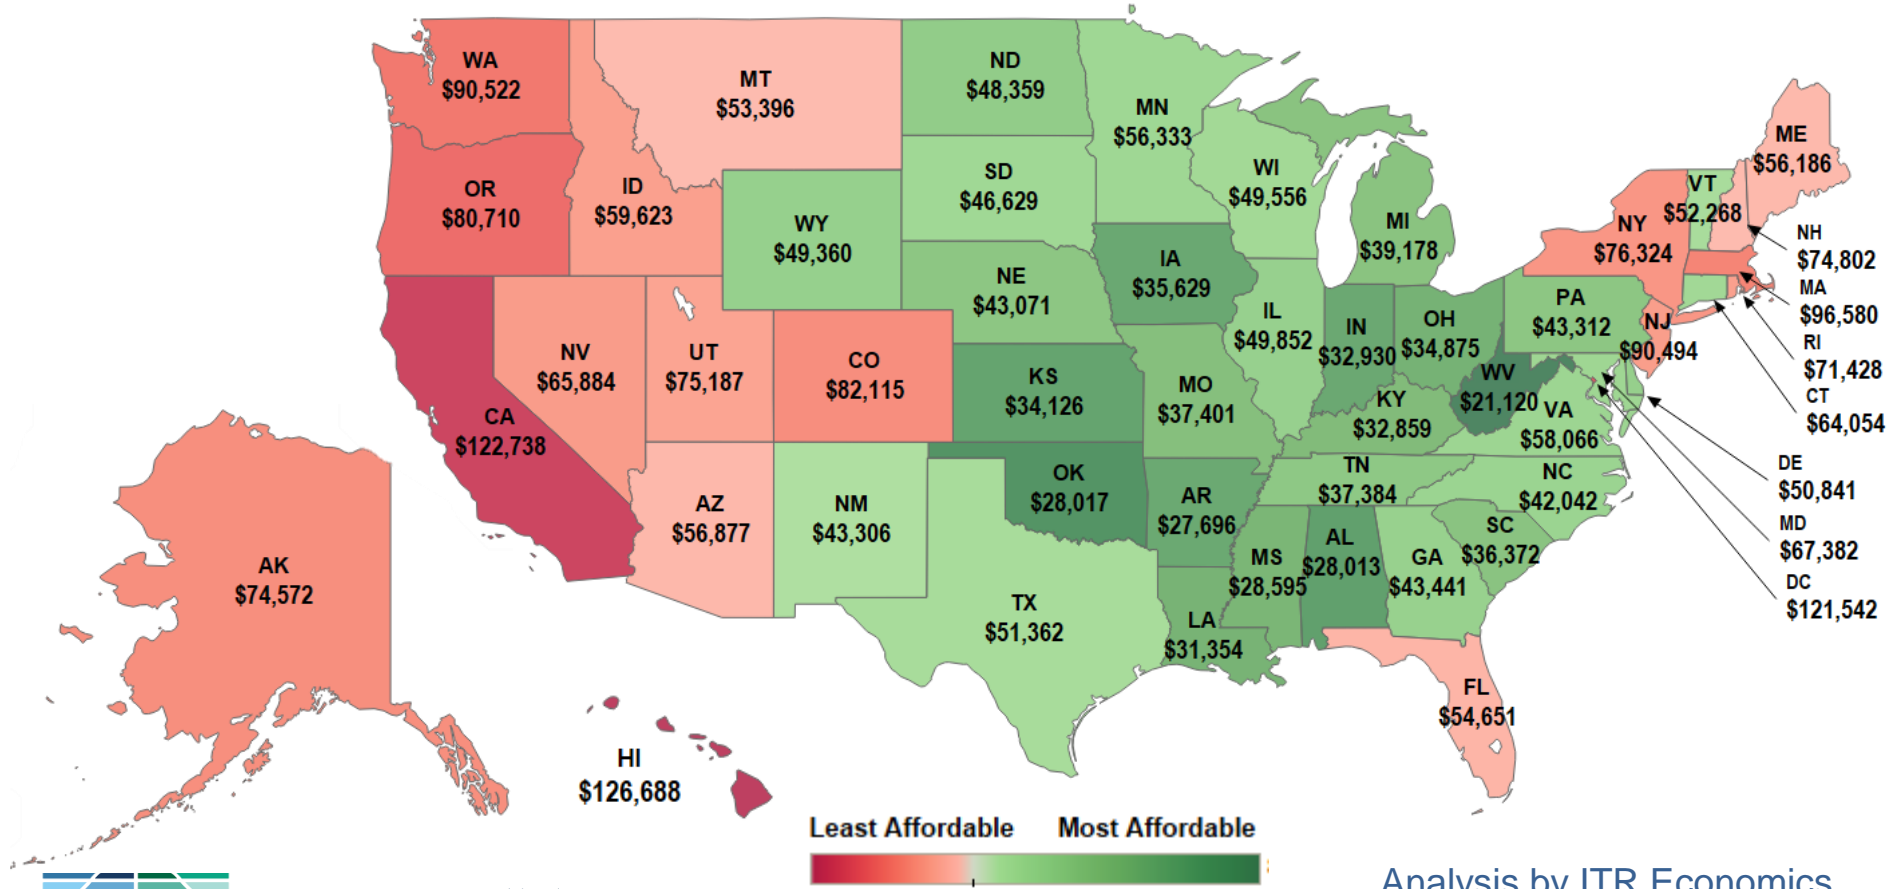 WA
$90,522
MT
$53,396
ND
$48,359
MN
$56,333
OR
$80,710
ID
$59,623
WY
$49,360
SD
$46,629
WI
$49,556
MI
$39,178
ME
$56,186
VT
$52,268
NY
$76,324
NH
$74,802
MA
$96,580
RI
$71,428
CT
$64,054
NV
$65,884
UT
$75,187
CO
$82,115
NE
$43,071
IA
$35,629
IL
$49,852
IN
$32,930
OH
$34,875
PA
$43,312
NJ
$90,494
CA
$122,738
KS
$34,126
MO
$37,401
KY
$32,859
WV
$21,120
VA
$58,066
DE
$50,841
MD
$67,382
DC
$121,542
AZ
$56,877
NM
$43,306
OK
$28,017
AR
$27,696
TN
$37,384
NC
$42,042
SC
$36,372
MS
$28,595
AL
$28,013
GA
$43,441
AK
$74,572
TX
$51,362
LA
$31,354
FL
$54,651
HI
$126,688
Least Affordable Most Affordable
Analysis by ITR Economics